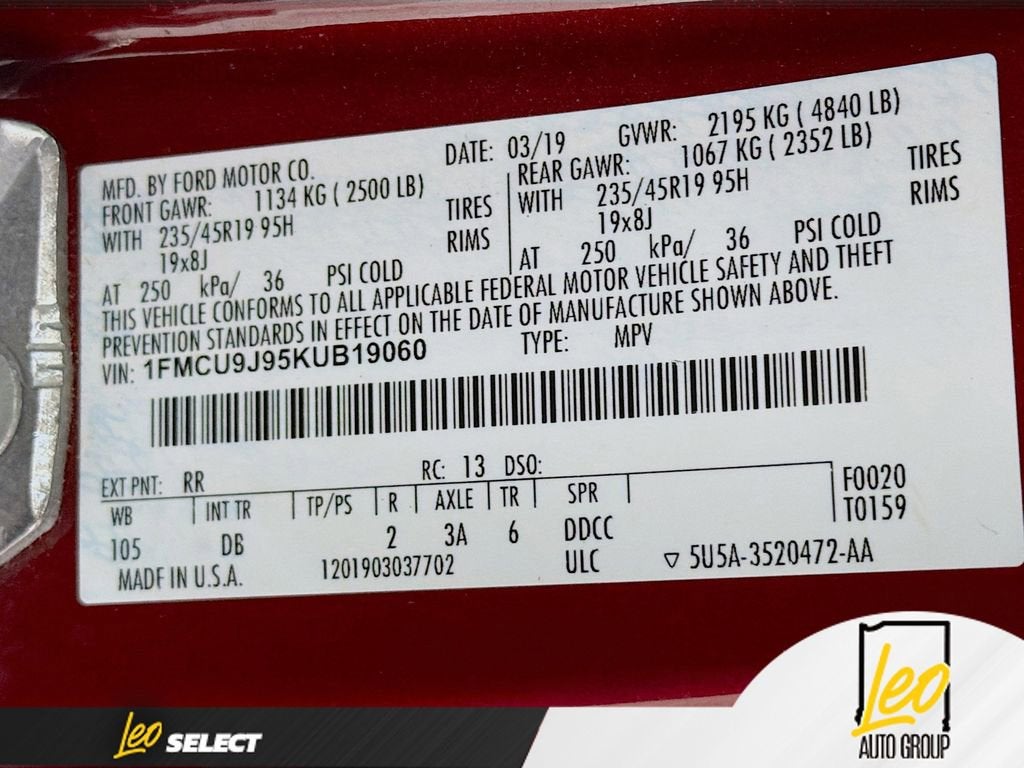 MFD. BY FORD MOTOR CO. DATE: 03/19 GVWR: 2195 KG ( 4840 LB)
FRONT GAWR: 1134 KG ( 2500 LB) REAR GAWR: 1067 KG ( 2352 LB)
WITH 235/45R19 95H TIRES WITH 235/45R19 95H TIRES
19x8J RIMS 19x8J RIMS
AT 250 kPa/ 36 PSI COLD AT 250 kPa/ 36 PSI COLD
THIS VEHICLE CONFORMS TO ALL APPLICABLE FEDERAL MOTOR VEHICLE SAFETY AND THEFT
PREVENTION STANDARDS IN EFFECT ON THE DATE OF MANUFACTURE SHOWN ABOVE.
VIN: 1FMCU9J95KUB19060 TYPE: MPV
EXT PNT: RR RC: 13 DSO:
WB INT TR TP/PS R AXLE TR SPR F0020
105 DB 2 3A 6 DDCC T0159
MADE IN U.S.A. 1201903037702 ULC ▽ 5U5A-3520472-AA
Leo SELECT
Leo
AUTO GROUP